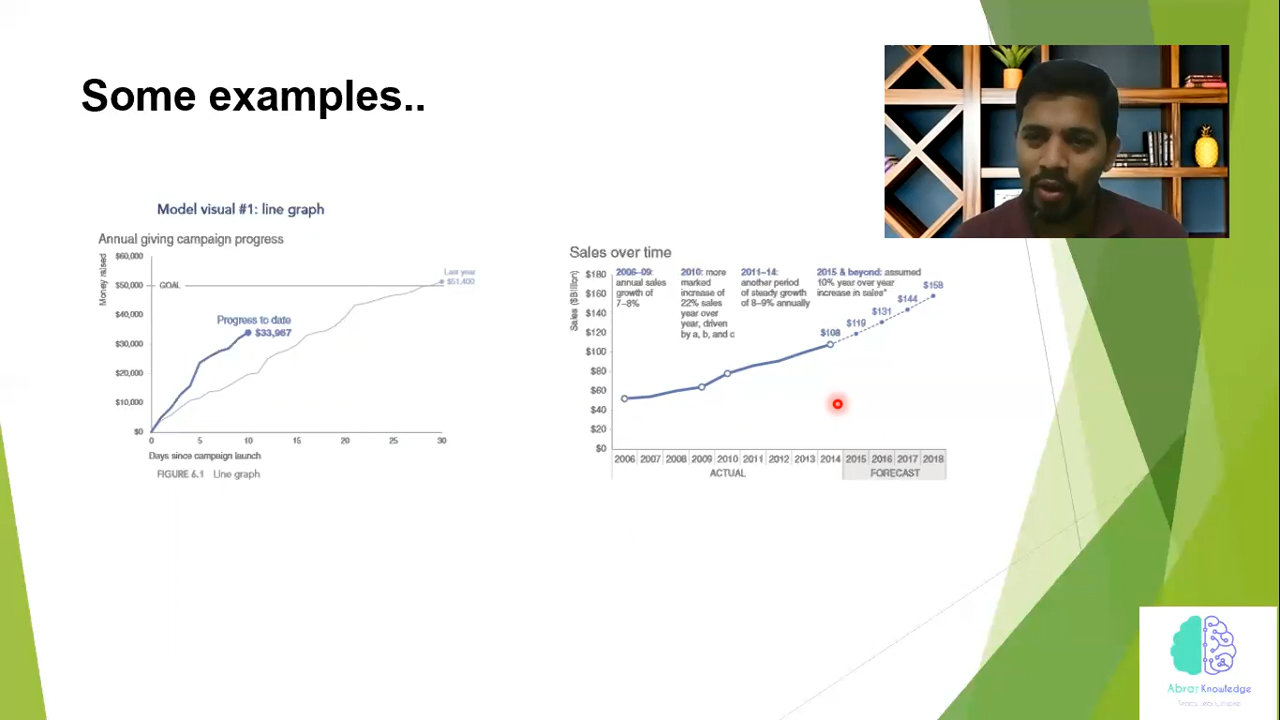 Some examples..
Model visual #1: line graph
Annual giving campaign progress
Money raised
$60,000
$50,000
$40,000
$30,000
$20,000
$10,000
$0
GOAL
Last year
$51,400
Progress to date
$33,967
0 5 10 15 20 25 30
Days since campaign launch
FIGURE 6.1 Line graph
Sales over time
Sales ($Billion)
$180
$160
$140
$120
$100
$80
$60
$40
$20
$0
2006–09:
annual sales
growth of
7–8%
2010: more
marked
increase of
22% sales
year over
year, driven
by a, b, and c
2011–14:
another period
of steady growth
of 8–9% annually
2015 & beyond: assumed
10% year over year
increase in sales*
$108
$119
$131
$144
$158
2006 2007 2008 2009 2010 2011 2012 2013 2014 2015 2016 2017 2018
ACTUAL FORECAST
Abrar Knowledge